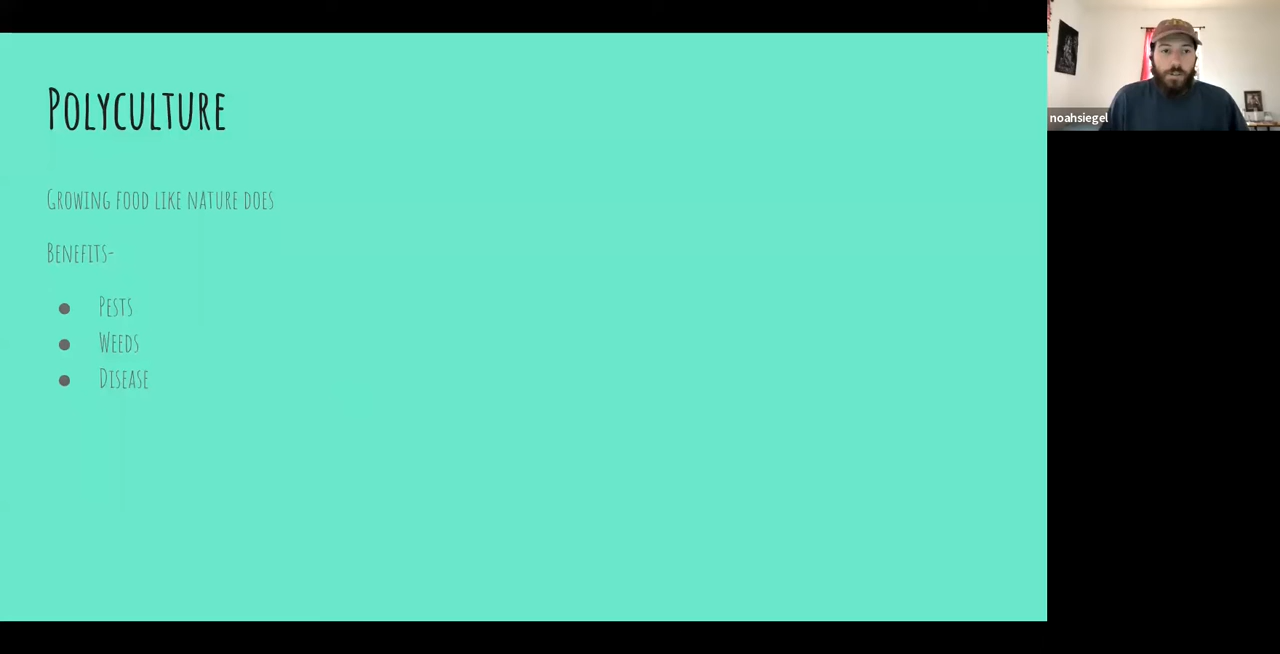 Polyculture
Growing food like nature does
Benefits-
● Pests
● Weeds
● Disease
noahsiegel